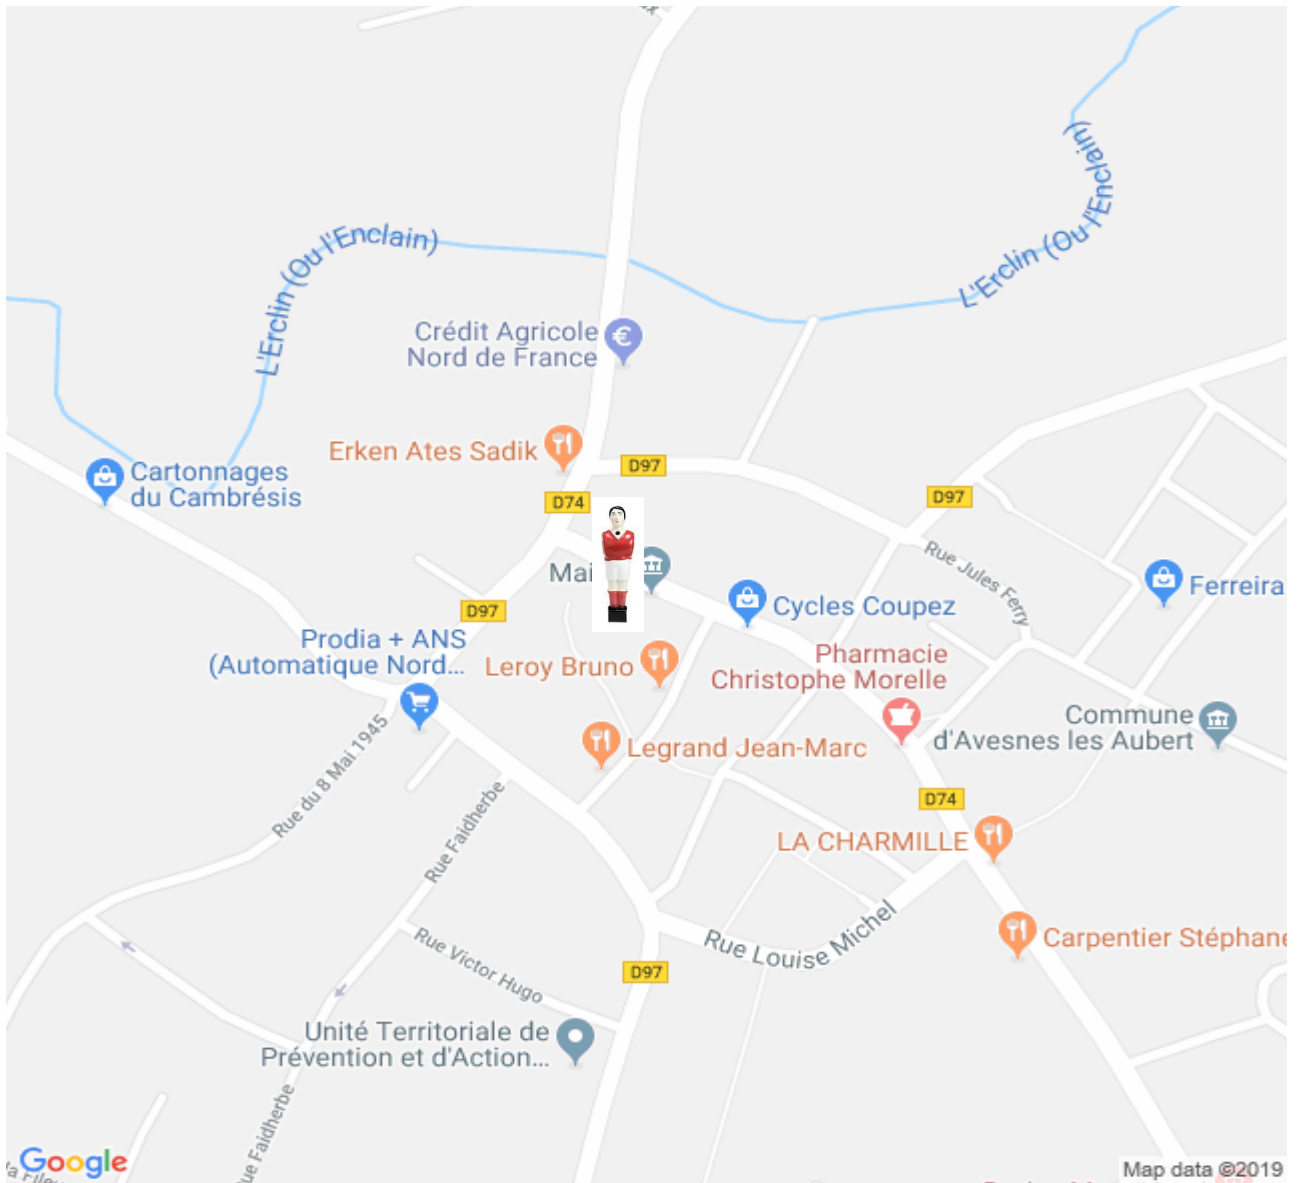 L'Erclin (Ou l'Enclain)
L'Erclin (Ou l'Enclain)
Crédit Agricole
Nord de France
Erken Ates Sadik
D97
Cartonnages
du Cambrésis
D74
D97
Rue Jules Ferry
Mai
Ferreira
D97
Cycles Coupez
Prodia + ANS
(Automatique Nord...
Leroy Bruno
Pharmacie
Christophe Morelle
Commune
d'Avesnes les Aubert
Rue du 8 Mai 1945
Legrand Jean-Marc
Rue Faidherbe
D74
LA CHARMILLE
Rue Louise Michel
Carpentier Stéphane
Rue Victor Hugo
D97
Unité Territoriale de
Prévention et d'Action...
Rue Faidherbe
Google
Map data ©2019